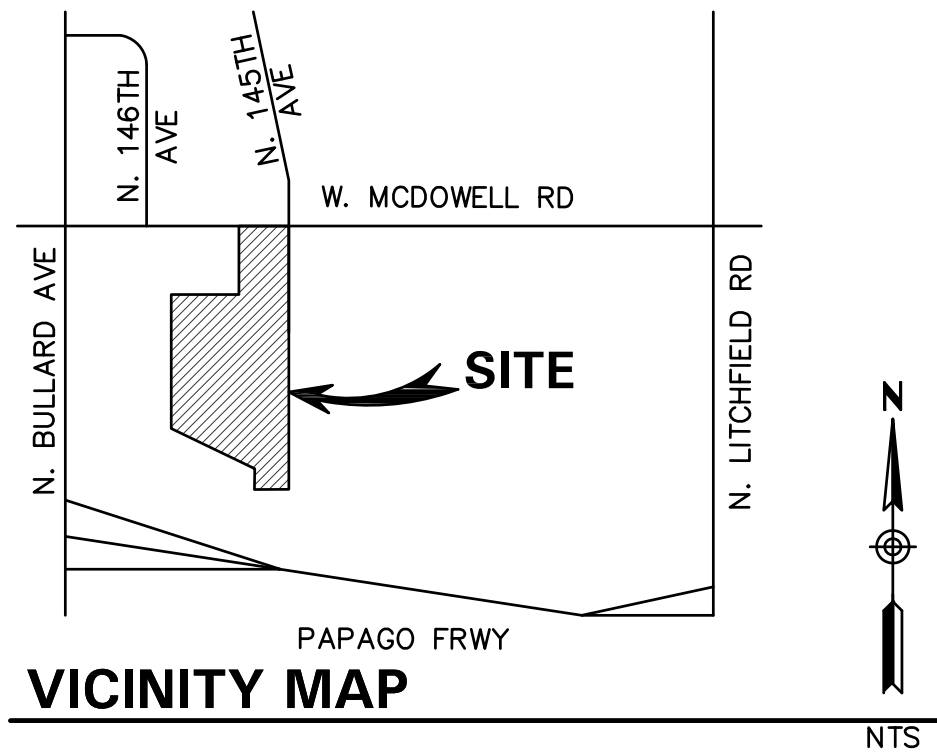 N. 146TH
AVE
N. 145TH
AVE
W. MCDOWELL RD
N. BULLARD AVE
SITE
N. LITCHFIELD RD
N
PAPAGO FRWY
VICINITY MAP
NTS